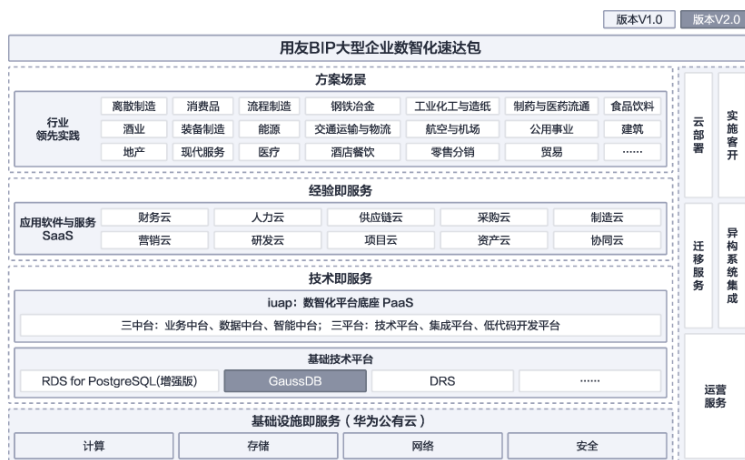 版本V1.0 版本V2.0
用友BIP大型企业数智化速达包
方案场景
行业
领先实践
离散制造 消费品 流程制造 钢铁冶金 工业化工与造纸 制药与医药流通 食品饮料
酒业 装备制造 能源 交通运输与物流 航空与机场 公用事业 建筑
地产 现代服务 医疗 酒店餐饮 零售分销 贸易 ……
经验即服务
应用软件与服务
SaaS
财务云 人力云 供应链云 采购云 制造云
营销云 研发云 项目云 资产云 协同云
技术即服务
iuap：数智化平台底座 PaaS
三中台：业务中台、数据中台、智能中台； 三平台：技术平台、集成平台、低代码开发平台
基础技术平台
RDS for PostgreSQL(增强版) GaussDB DRS ……
基础设施即服务（华为公有云）
计算 存储 网络 安全
云部署
实施客开
迁移服务
异构系统集成
运营
服务